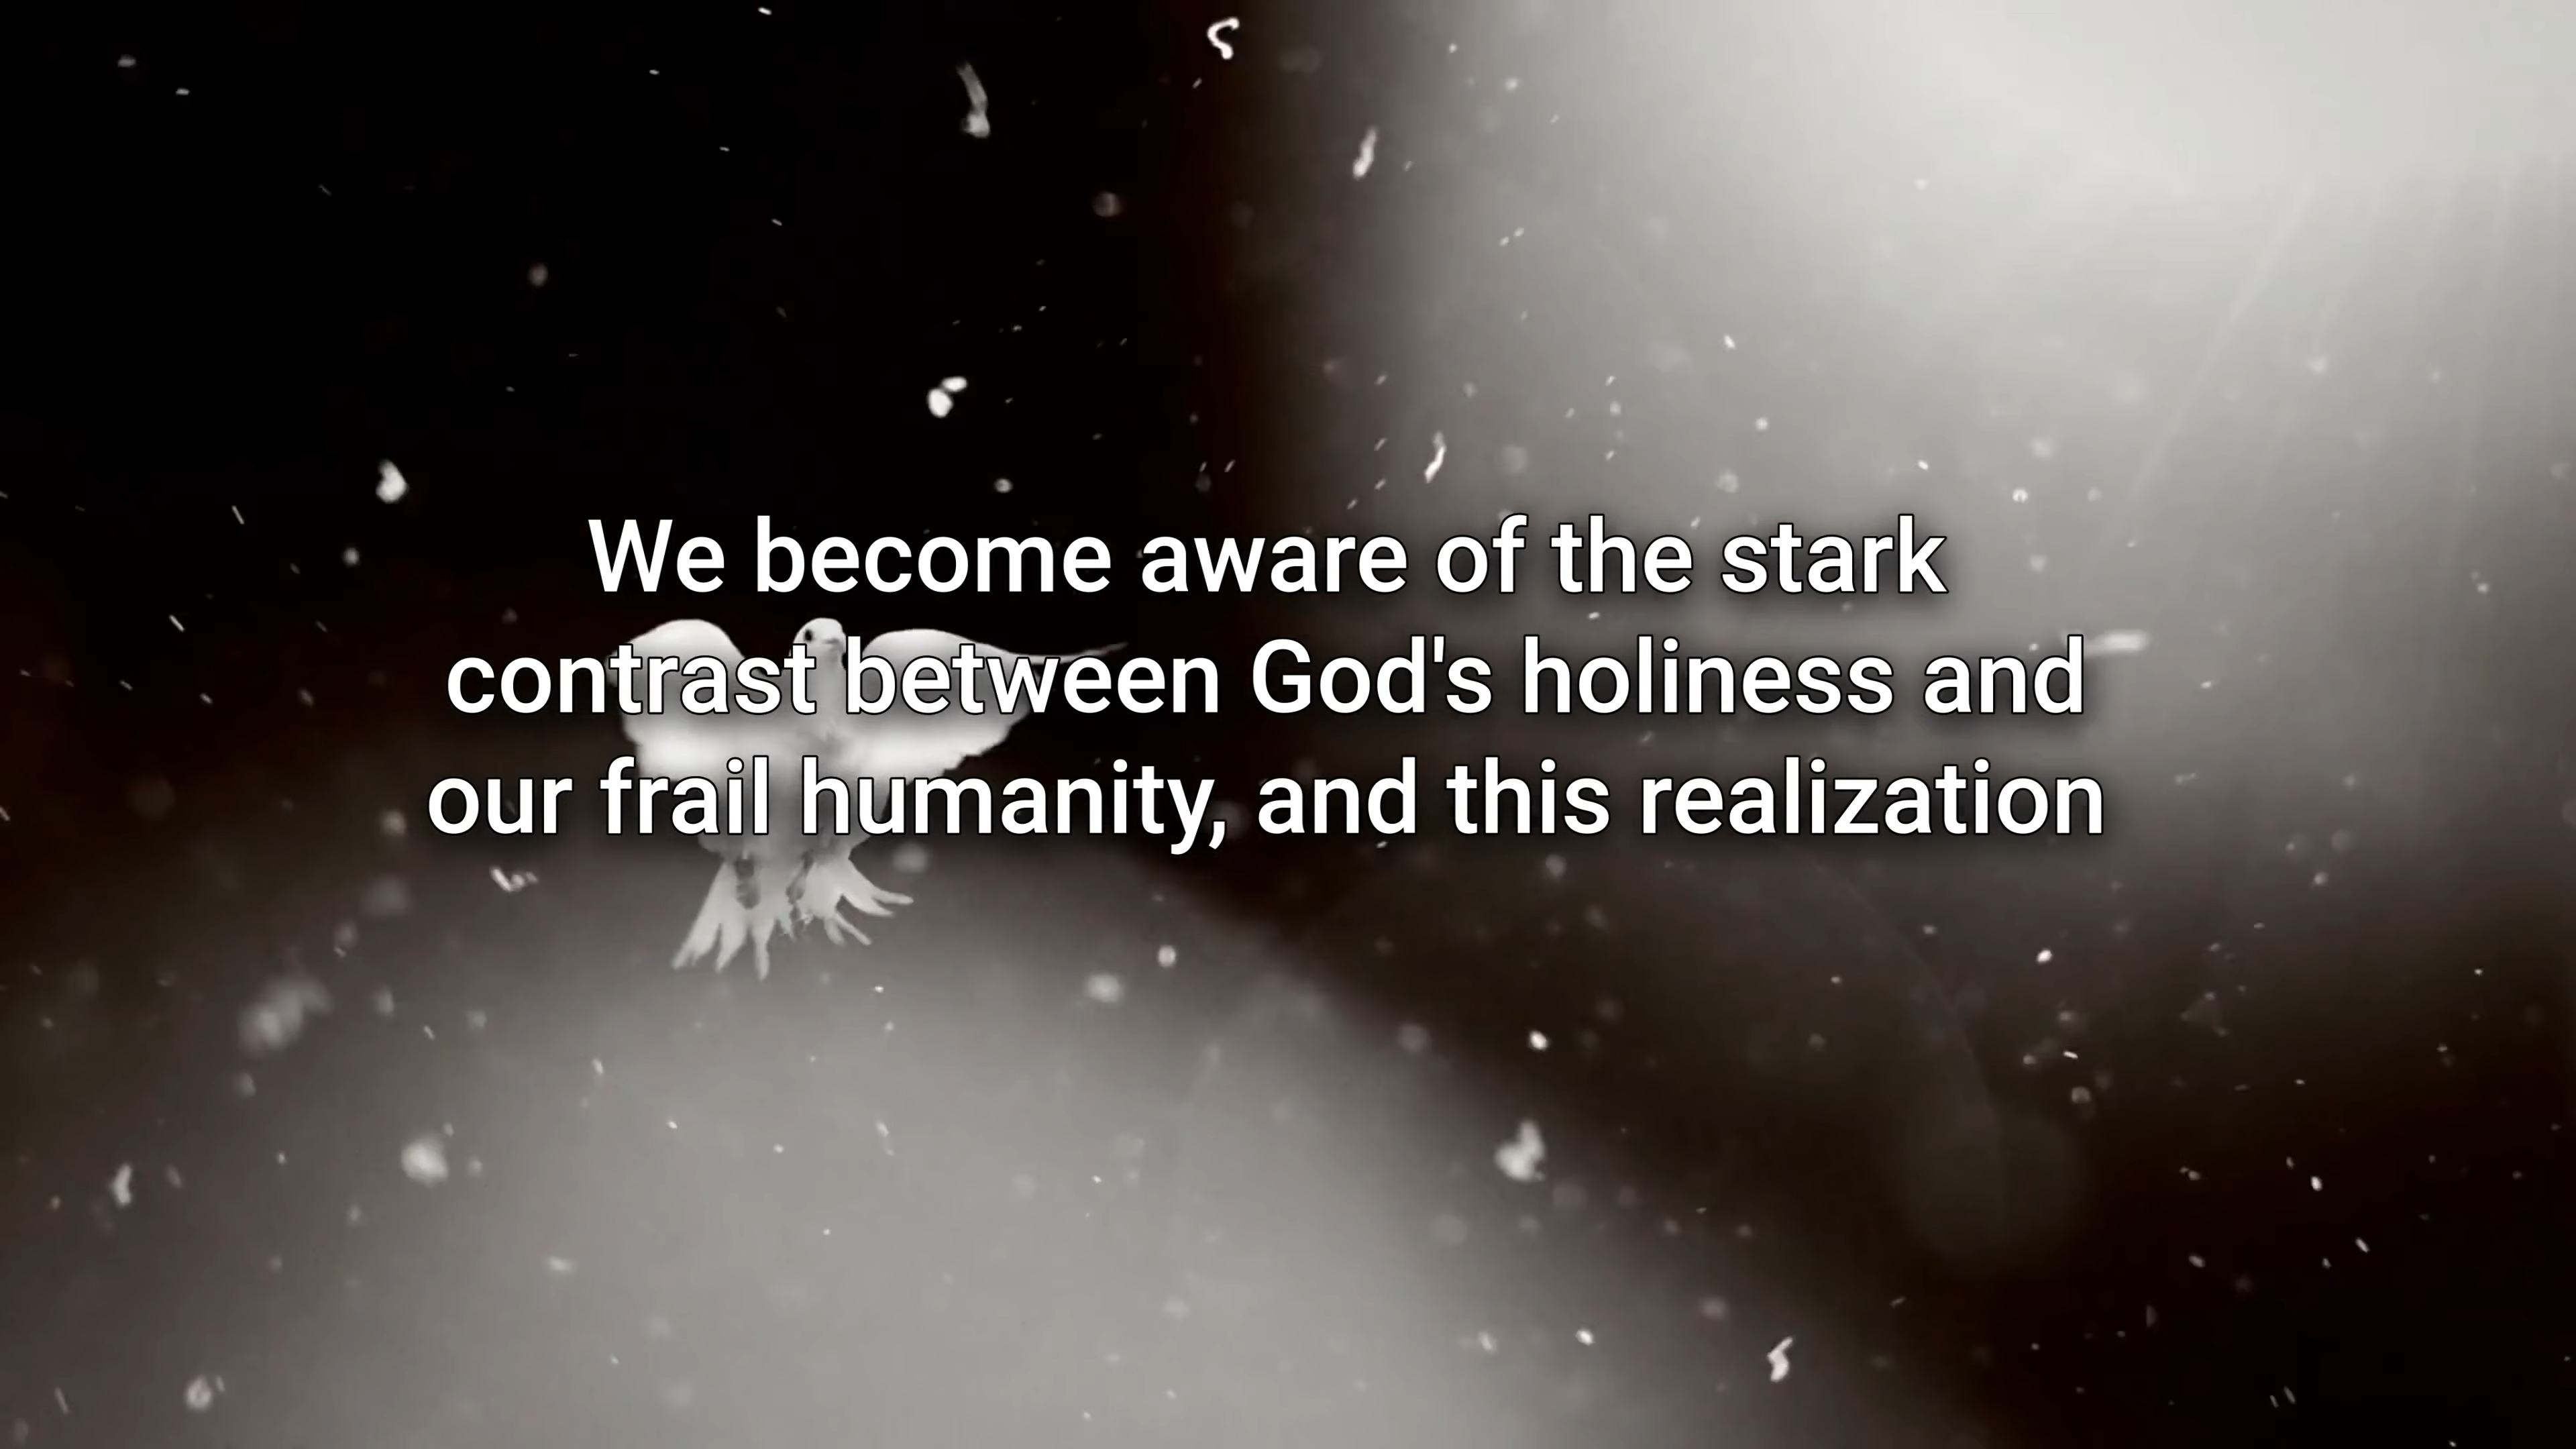 We become aware of the stark
contrast between God's holiness and
our frail humanity, and this realization